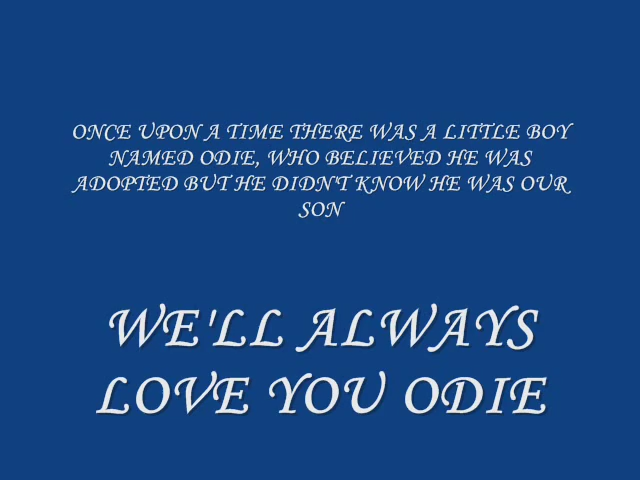 ONCE UPON A TIME THERE WAS A LITTLE BOY
NAMED ODIE, WHO BELIEVED HE WAS
ADOPTED BUT HE DIDN'T KNOW HE WAS OUR
SON
WE'LL ALWAYS
LOVE YOU ODIE